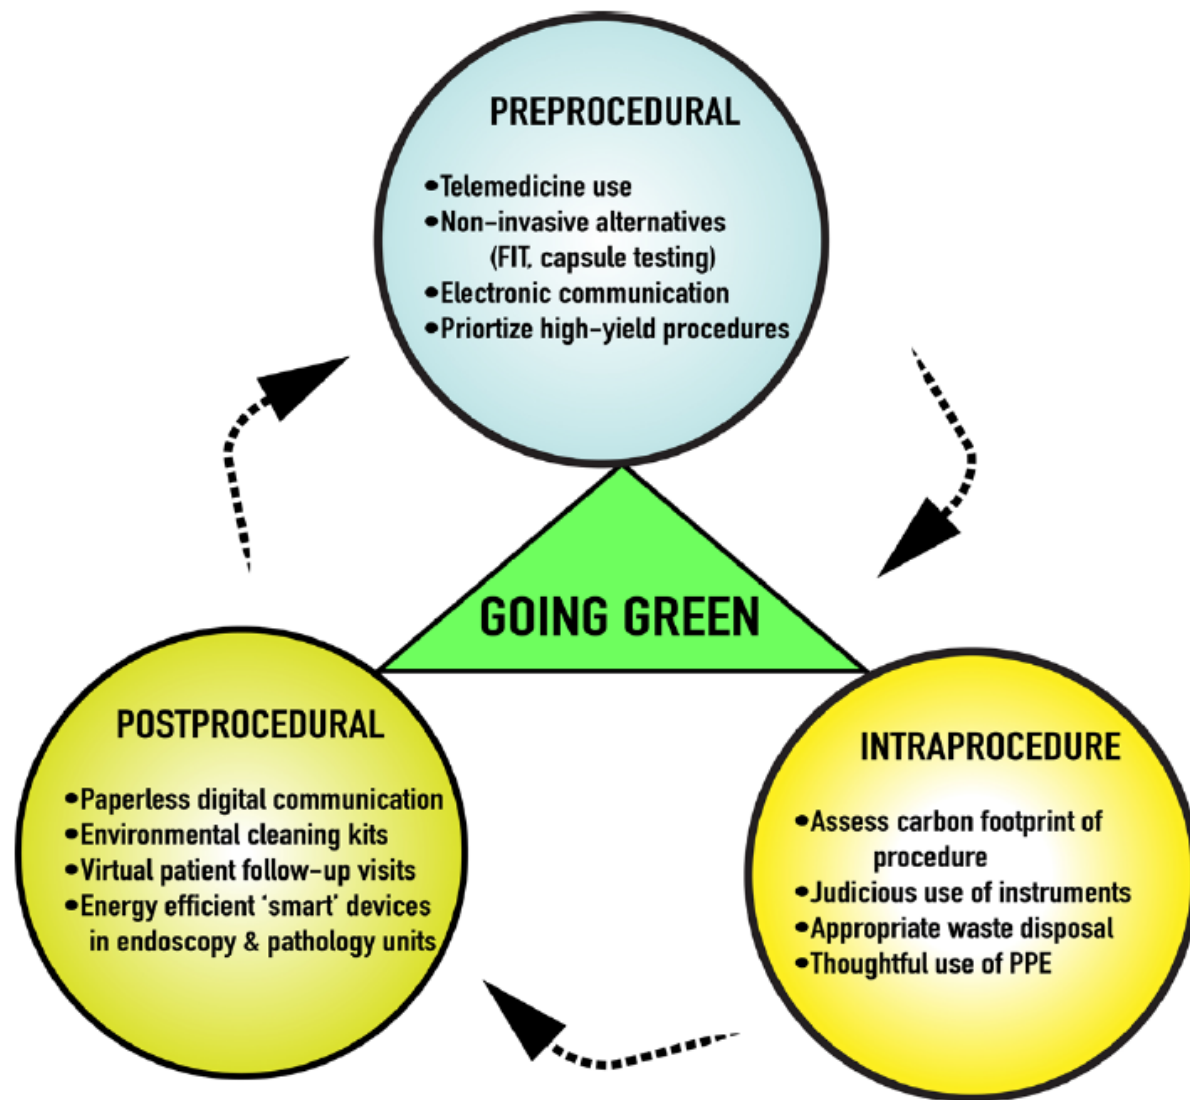 PREPROCEDURAL
•Telemedicine use
•Non-invasive alternatives
(FIT, capsule testing)
•Electronic communication
•Priortize high-yield procedures
GOING GREEN
POSTPROCEDURAL
•Paperless digital communication
•Environmental cleaning kits
•Virtual patient follow-up visits
•Energy efficient ‘smart’ devices
in endoscopy & pathology units
INTRAPROCEDURE
•Assess carbon footprint of
procedure
•Judicious use of instruments
•Appropriate waste disposal
•Thoughtful use of PPE